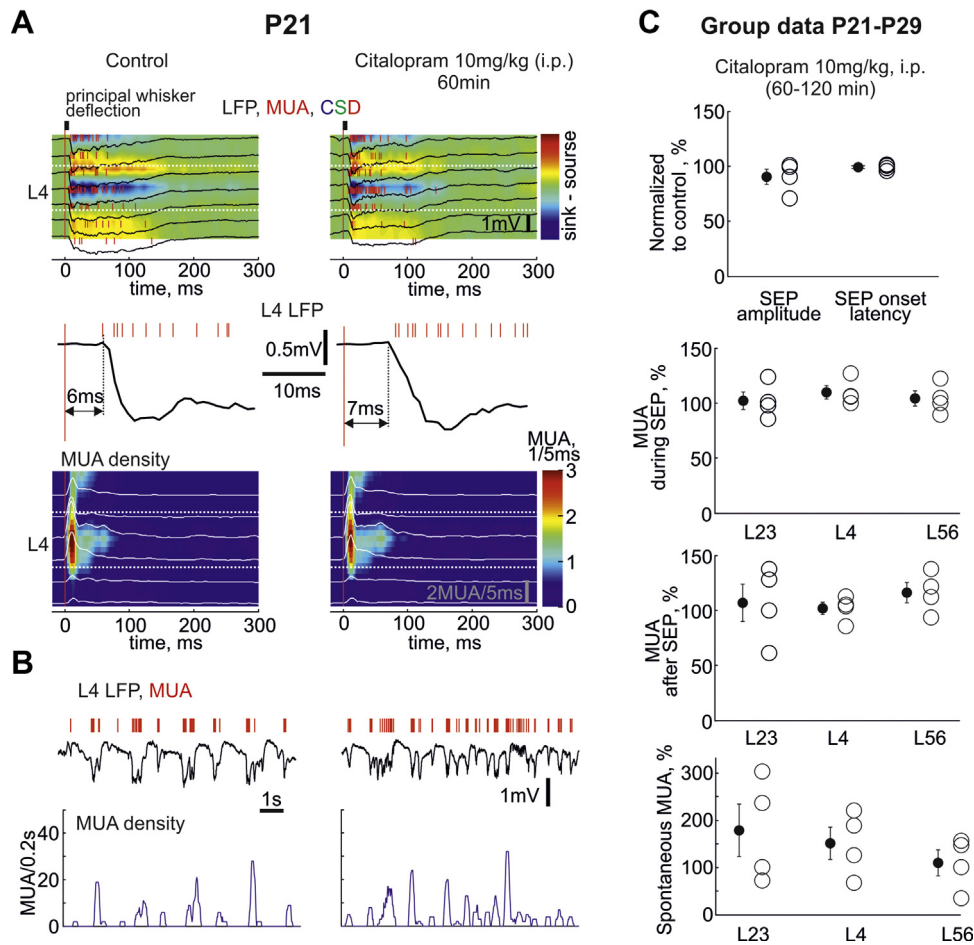 A
P21
C
Group data P21-P29
Control
Citalopram 10mg/kg (i.p.)
60min
Citalopram 10mg/kg, i.p.
(60-120 min)
principal whisker
deflection
LFP, MUA, CSD
L4
1mV
sink - sourse
0 100 200 300
time, ms
0 100 200 300
time, ms
Normalized
to control, %
150
100
50
0
SEP
amplitude
SEP onset
latency
L4 LFP
0.5mV
10ms
6ms
7ms
MUA
during SEP, %
150
100
50
0
L23 L4 L56
MUA density
MUA,
1/5ms
3
2
1
0
L4
2MUA/5ms
0 100 200 300
time, ms
0 100 200 300
time, ms
MUA
after SEP, %
150
100
50
0
L23 L4 L56
B
L4 LFP, MUA
1s
1mV
MUA density
MUA/0.2s
40
20
0
Spontaneous MUA, %
300
200
100
0
L23 L4 L56